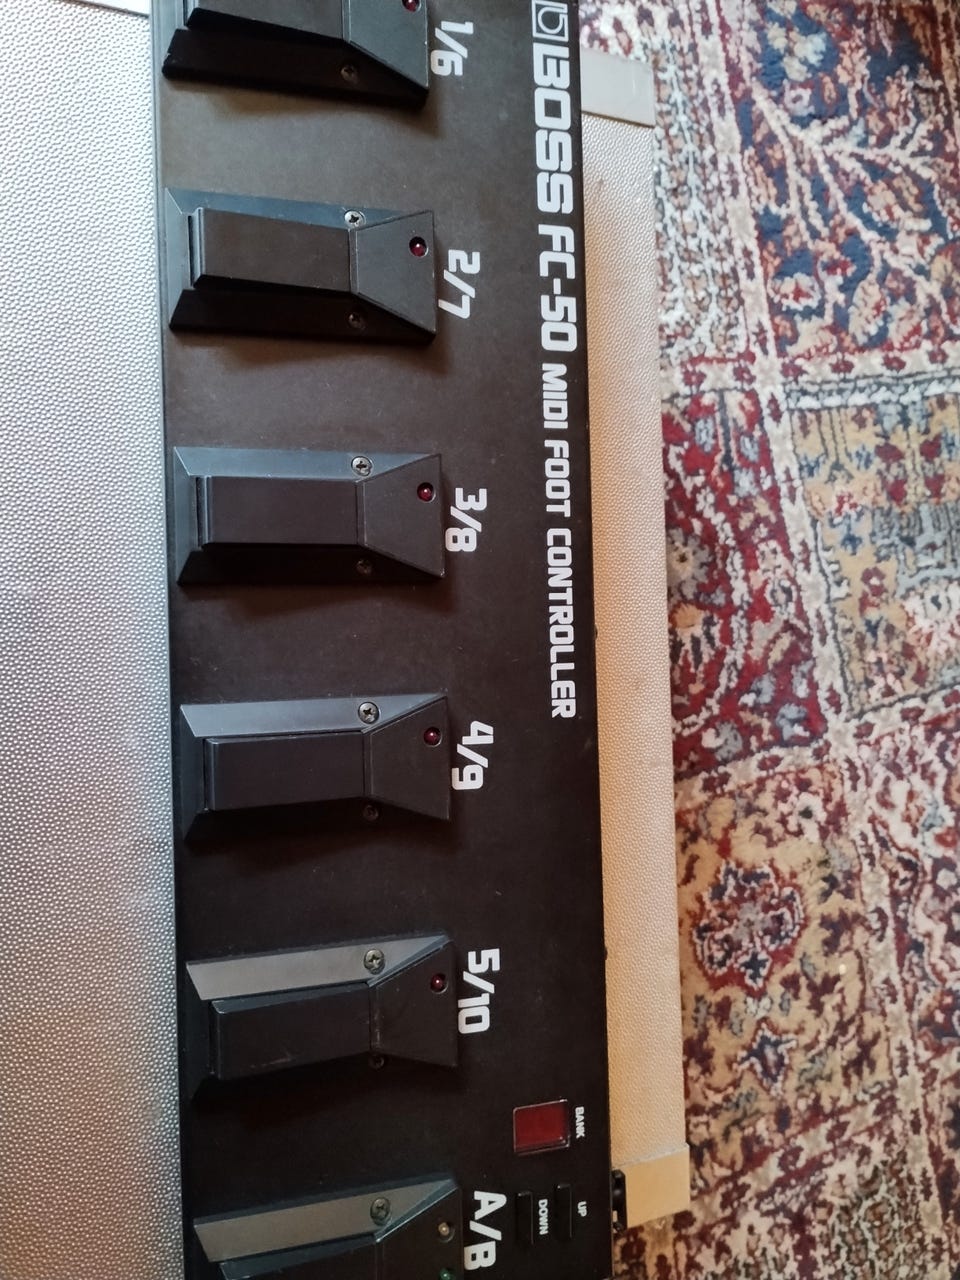 BOSS FC-50 MIDI FOOT CONTROLLER
1/6
2/7
3/8
4/9
5/10
BANK
UP
DOWN
A/B